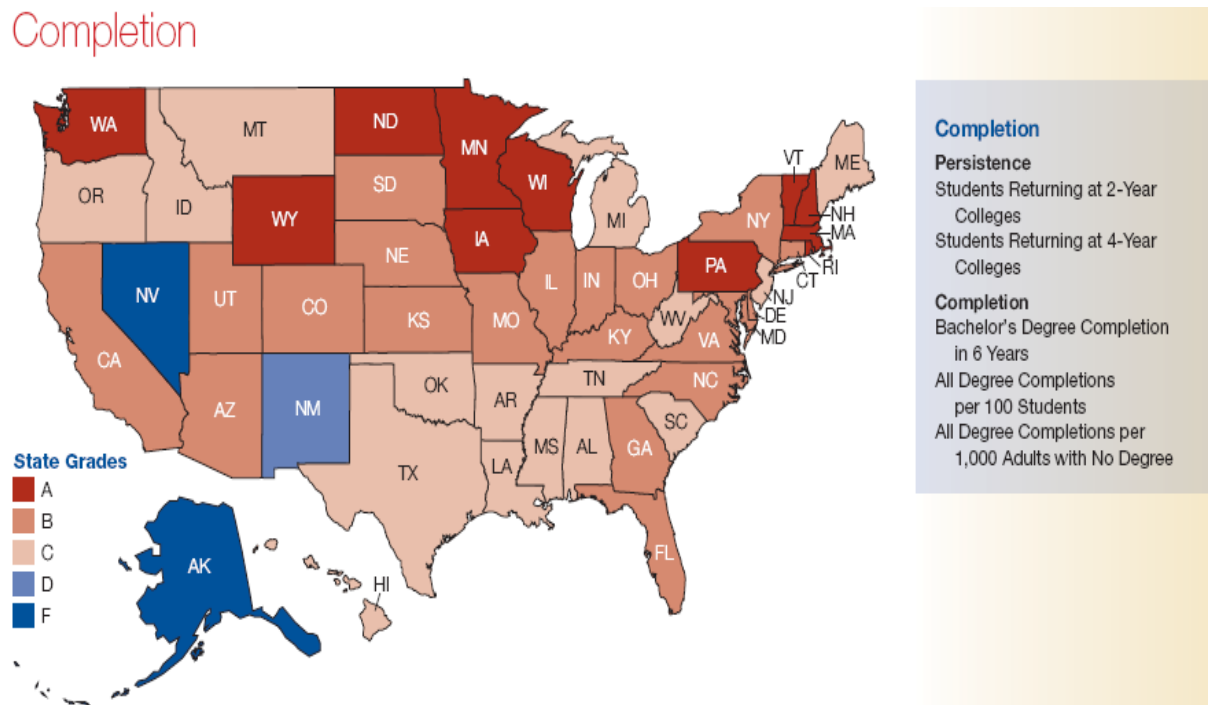 Completion
WA
MT
ND
MN
VT
ME
OR
ID
WY
SD
WI
MI
NY
NH
MA
RI
CT
NV
UT
CO
NE
IA
IL
IN
OH
PA
NJ
DE
MD
CA
KS
MO
KY
WV
VA
AZ
NM
OK
AR
TN
NC
SC
TX
LA
MS
AL
GA
FL
AK
HI
State Grades
A
B
C
D
F
Completion
Persistence
Students Returning at 2-Year
Colleges
Students Returning at 4-Year
Colleges
Completion
Bachelor's Degree Completion
in 6 Years
All Degree Completions
per 100 Students
All Degree Completions per
1,000 Adults with No Degree